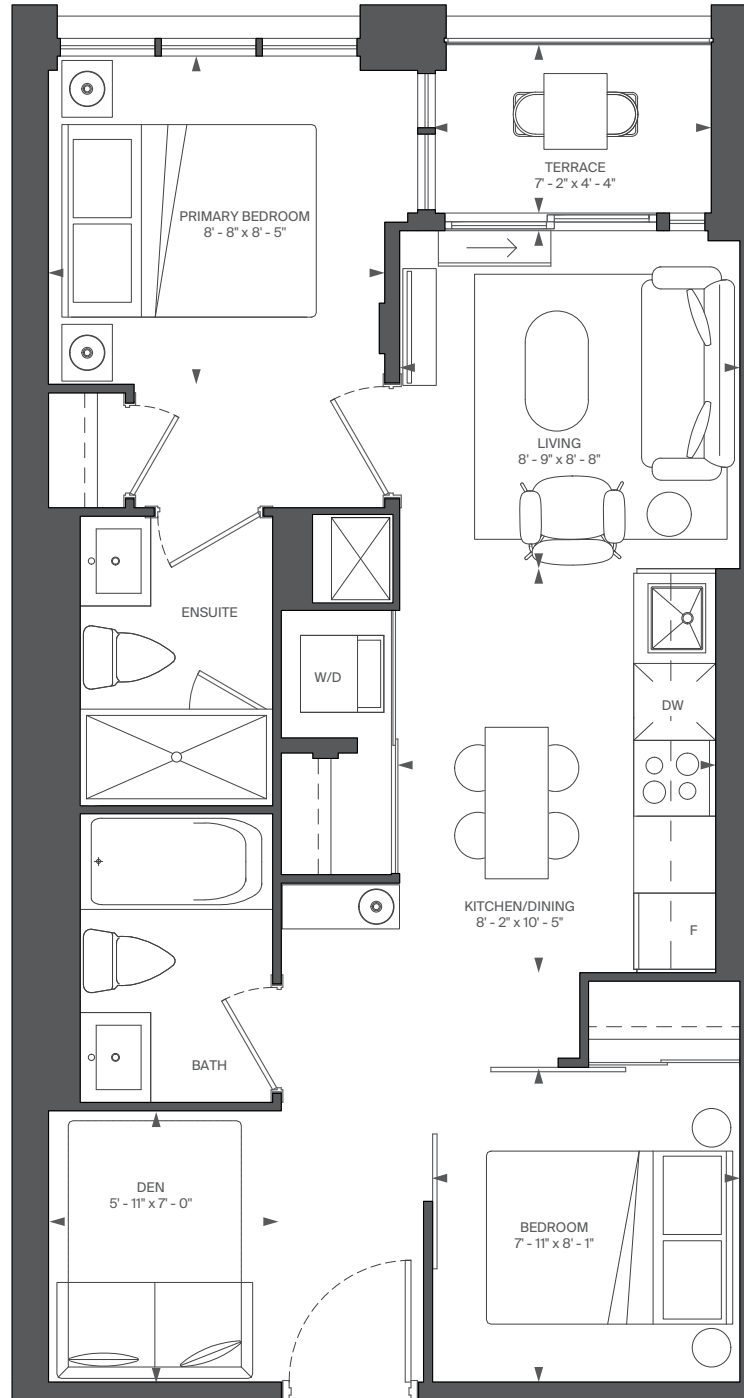 TERRACE
7' - 2" x 4' - 4"
PRIMARY BEDROOM
8' - 8" x 8' - 5"
LIVING
8' - 9" x 8' - 8"
ENSUITE
W/D
DW
KITCHEN/DINING
8' - 2" x 10' - 5"
F
BATH
DEN
5' - 11" x 7' - 0"
BEDROOM
7' - 11" x 8' - 1"